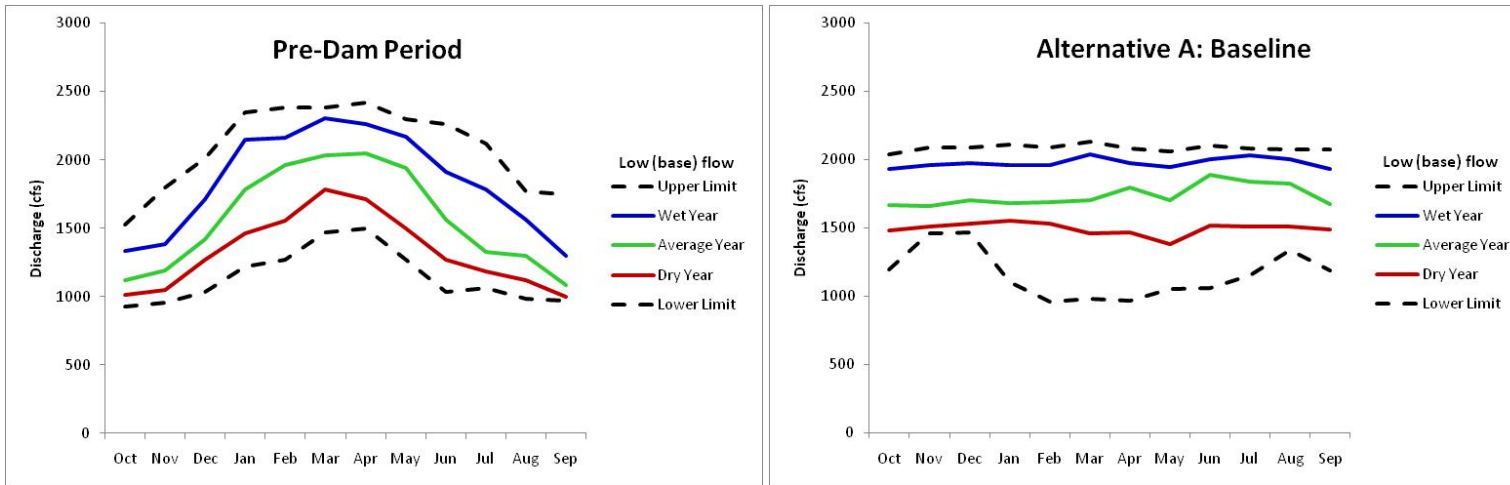 Pre-Dam Period
3000
2500
2000
1500
1000
500
0
Discharge (cfs)
Oct Nov Dec Jan Feb Mar Apr May Jun Jul Aug Sep
Low (base) flow
Upper Limit
Wet Year
Average Year
Dry Year
Lower Limit
Alternative A: Baseline
3000
2500
2000
1500
1000
500
0
Discharge (cfs)
Oct Nov Dec Jan Feb Mar Apr May Jun Jul Aug Sep
Low (base) flow
Upper Limit
Wet Year
Average Year
Dry Year
Lower Limit